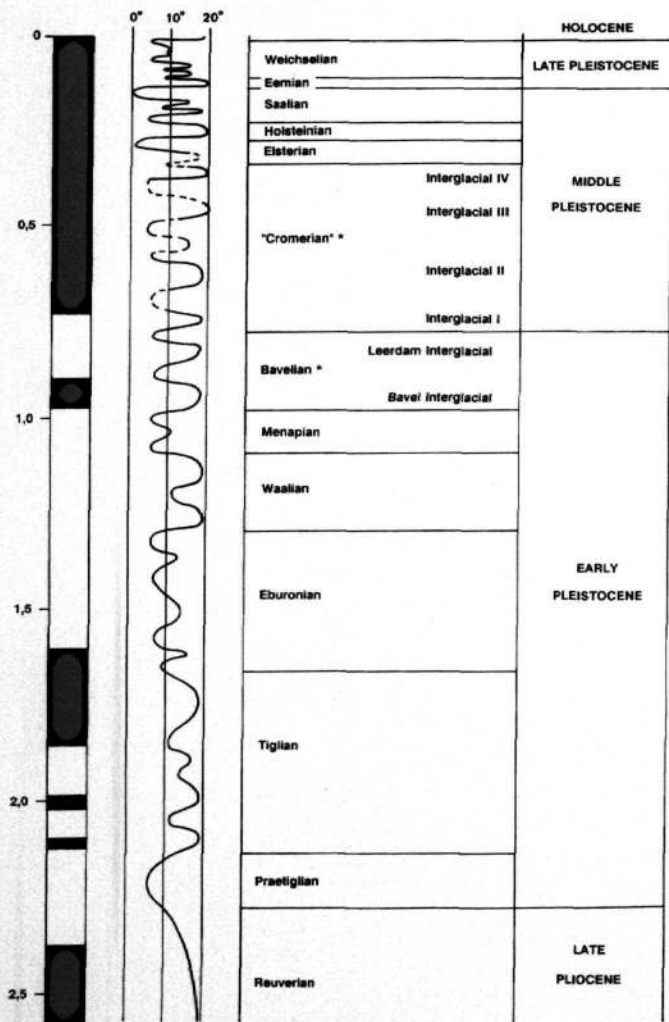 0° 10° 20°
HOLOCENE
0
Weichselian
LATE PLEISTOCENE
Eemian
Saalian
Holsteinian
Elsterian
Interglacial IV
MIDDLE
PLEISTOCENE
0,5
Interglacial III
"Cromerian" *
Interglacial II
Interglacial I
Leerdam Interglacial
Bavelian *
Bavel Interglacial
1,0
Menapian
Waalian
EARLY
PLEISTOCENE
Eburonian
1,5
Tiglian
2,0
Praetiglian
LATE
PLIOCENE
Reuverian
2,5